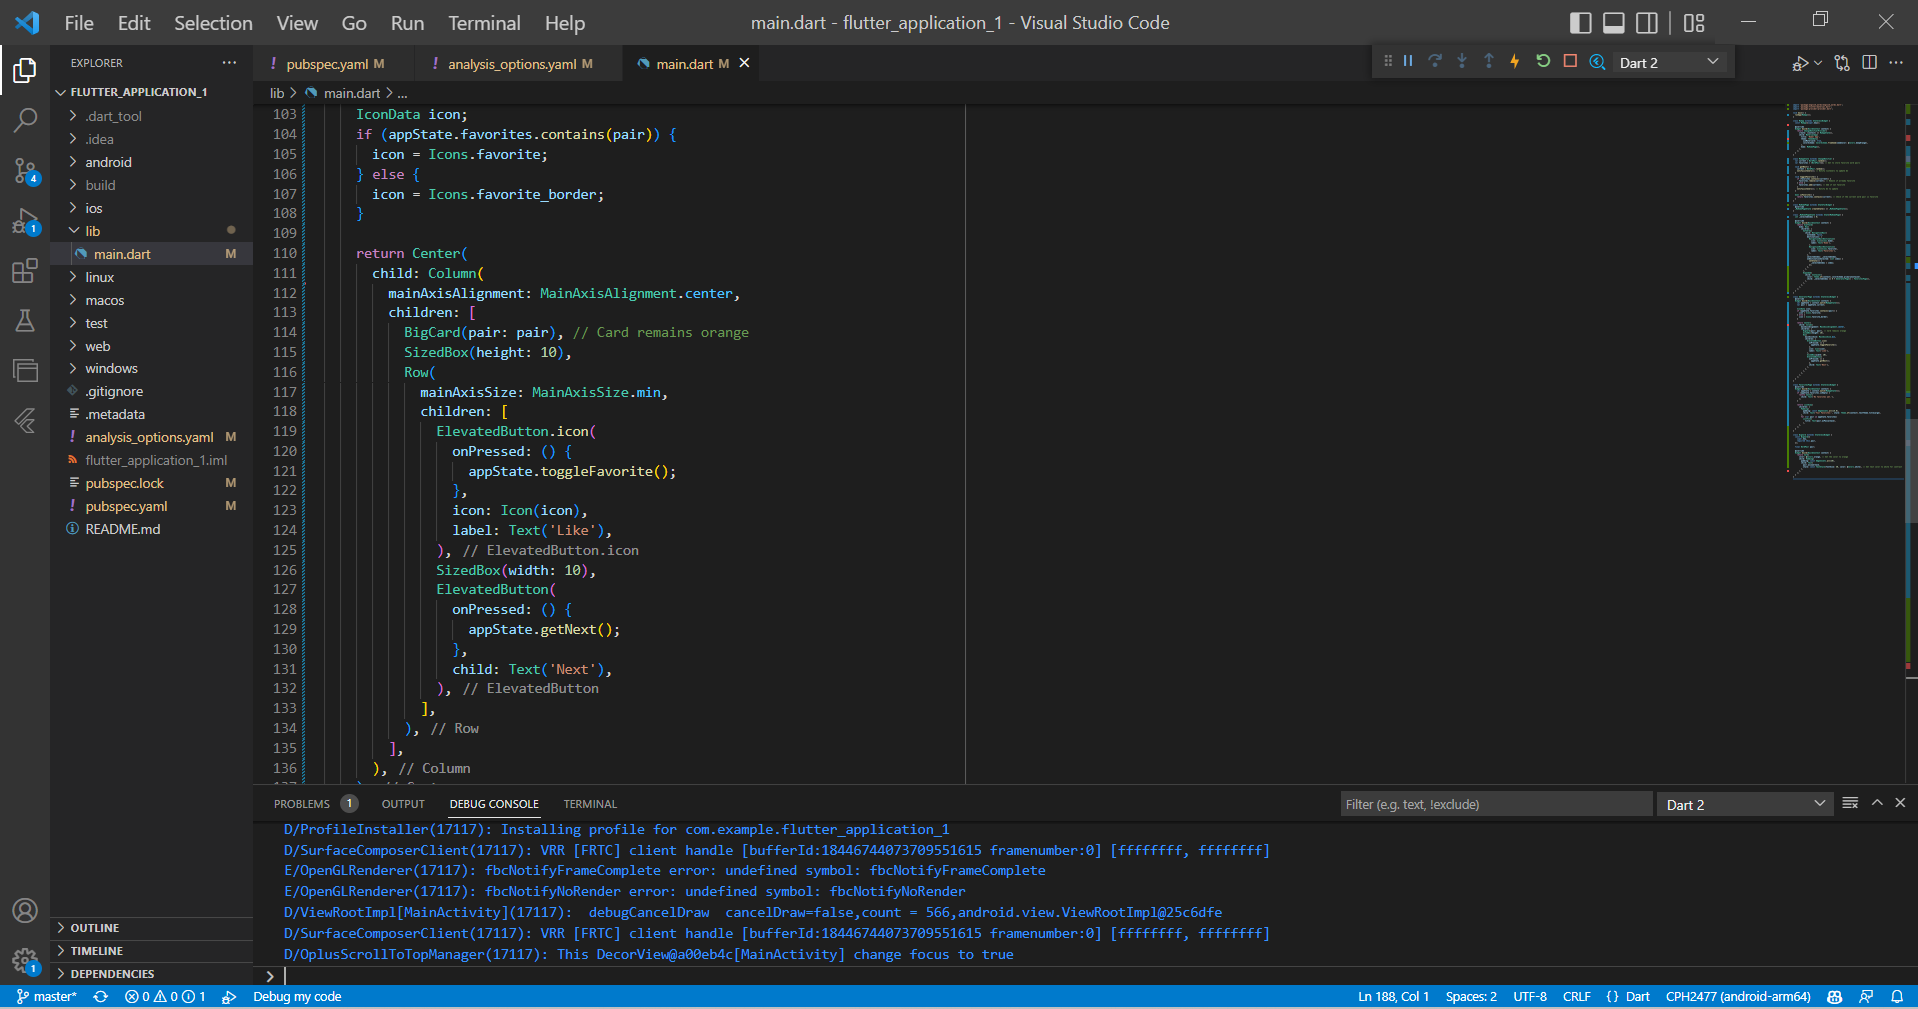 File Edit Selection View Go Run Terminal Help
main.dart - flutter_application_1 - Visual Studio Code
EXPLORER
pubspec.yaml M
analysis_options.yaml M
main.dart M
Dart 2
FLUTTER_APPLICATION_1
lib > main.dart > ...
.dart_tool
.idea
android
build
ios
lib
main.dart M
linux
macos
test
web
windows
.gitignore
.metadata
analysis_options.yaml M
flutter_application_1.iml
pubspec.lock M
pubspec.yaml M
README.md
4
1
103 IconData icon;
104 if (appState.favorites.contains(pair)) {
105 icon = Icons.favorite;
106 } else {
107 icon = Icons.favorite_border;
108 }
109
110 return Center(
111 child: Column(
112 mainAxisAlignment: MainAxisAlignment.center,
113 children: [
114 BigCard(pair: pair), // Card remains orange
115 SizedBox(height: 10),
116 Row(
117 mainAxisSize: MainAxisSize.min,
118 children: [
119 ElevatedButton.icon(
120 onPressed: () {
121 appState.toggleFavorite();
122 },
123 icon: Icon(icon),
124 label: Text('Like'),
125 ), // ElevatedButton.icon
126 SizedBox(width: 10),
127 ElevatedButton(
128 onPressed: () {
129 appState.getNext();
130 },
131 child: Text('Next'),
132 ), // ElevatedButton
133 ],
134 ), // Row
135 ],
136 ), // Column
PROBLEMS 1 OUTPUT DEBUG CONSOLE TERMINAL
Filter (e.g. text, !exclude)
Dart 2
D/ProfileInstaller(17117): Installing profile for com.example.flutter_application_1
D/SurfaceComposerClient(17117): VRR [FRTC] client handle [bufferId:18446744073709551615 framenumber:0] [ffffffff, ffffffff]
E/OpenGLRenderer(17117): fbcNotifyFrameComplete error: undefined symbol: fbcNotifyFrameComplete
E/OpenGLRenderer(17117): fbcNotifyNoRender error: undefined symbol: fbcNotifyNoRender
D/ViewRootImpl[MainActivity](17117): debugCancelDraw cancelDraw=false,count = 566,android.view.ViewRootImpl@25c6dfe
D/SurfaceComposerClient(17117): VRR [FRTC] client handle [bufferId:18446744073709551615 framenumber:0] [ffffffff, ffffffff]
D/OplusScrollToTopManager(17117): This DecorView@a00eb4c[MainActivity] change focus to true
>
OUTLINE
TIMELINE
DEPENDENCIES
1
master* 0 0 1 Debug my code
Ln 188, Col 1 Spaces: 2 UTF-8 CRLF {} Dart CPH2477 (android-arm64)